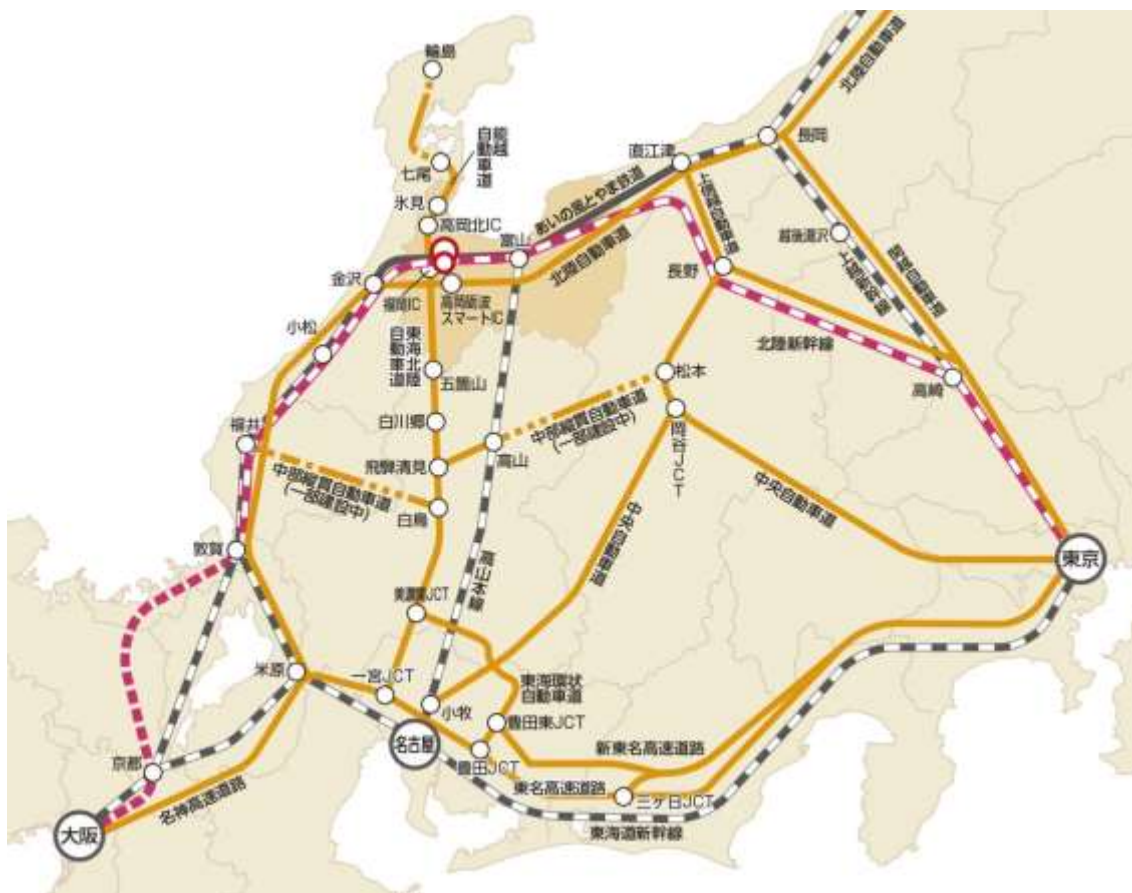 輪島
北陸自動車道
能越
自動車道
七尾
氷見
高岡北IC
直江津
長岡
あいの風とやま鉄道
上信越自動車道
富山
越後湯沢
上越新幹線
関越自動車道
金沢
福岡IC
高岡砺波
スマートIC
北陸自動車道
長野
小松
東海北陸
自動車道
五箇山
松本
北陸新幹線
高崎
福井
白川郷
中部縦貫自動車道
(一部建設中)
岡谷JCT
飛騨清見
高山
中部縦貫自動車道
(一部建設中)
白鳥
中央自動車道
中央自動車道
敦賀
高山本線
東京
美濃関JCT
米原
一宮JCT
東海環状
自動車道
小牧
豊田東JCT
名古屋
豊田JCT
新東名高速道路
京都
名神高速道路
東名高速道路
三ケ日JCT
大阪
東海道新幹線